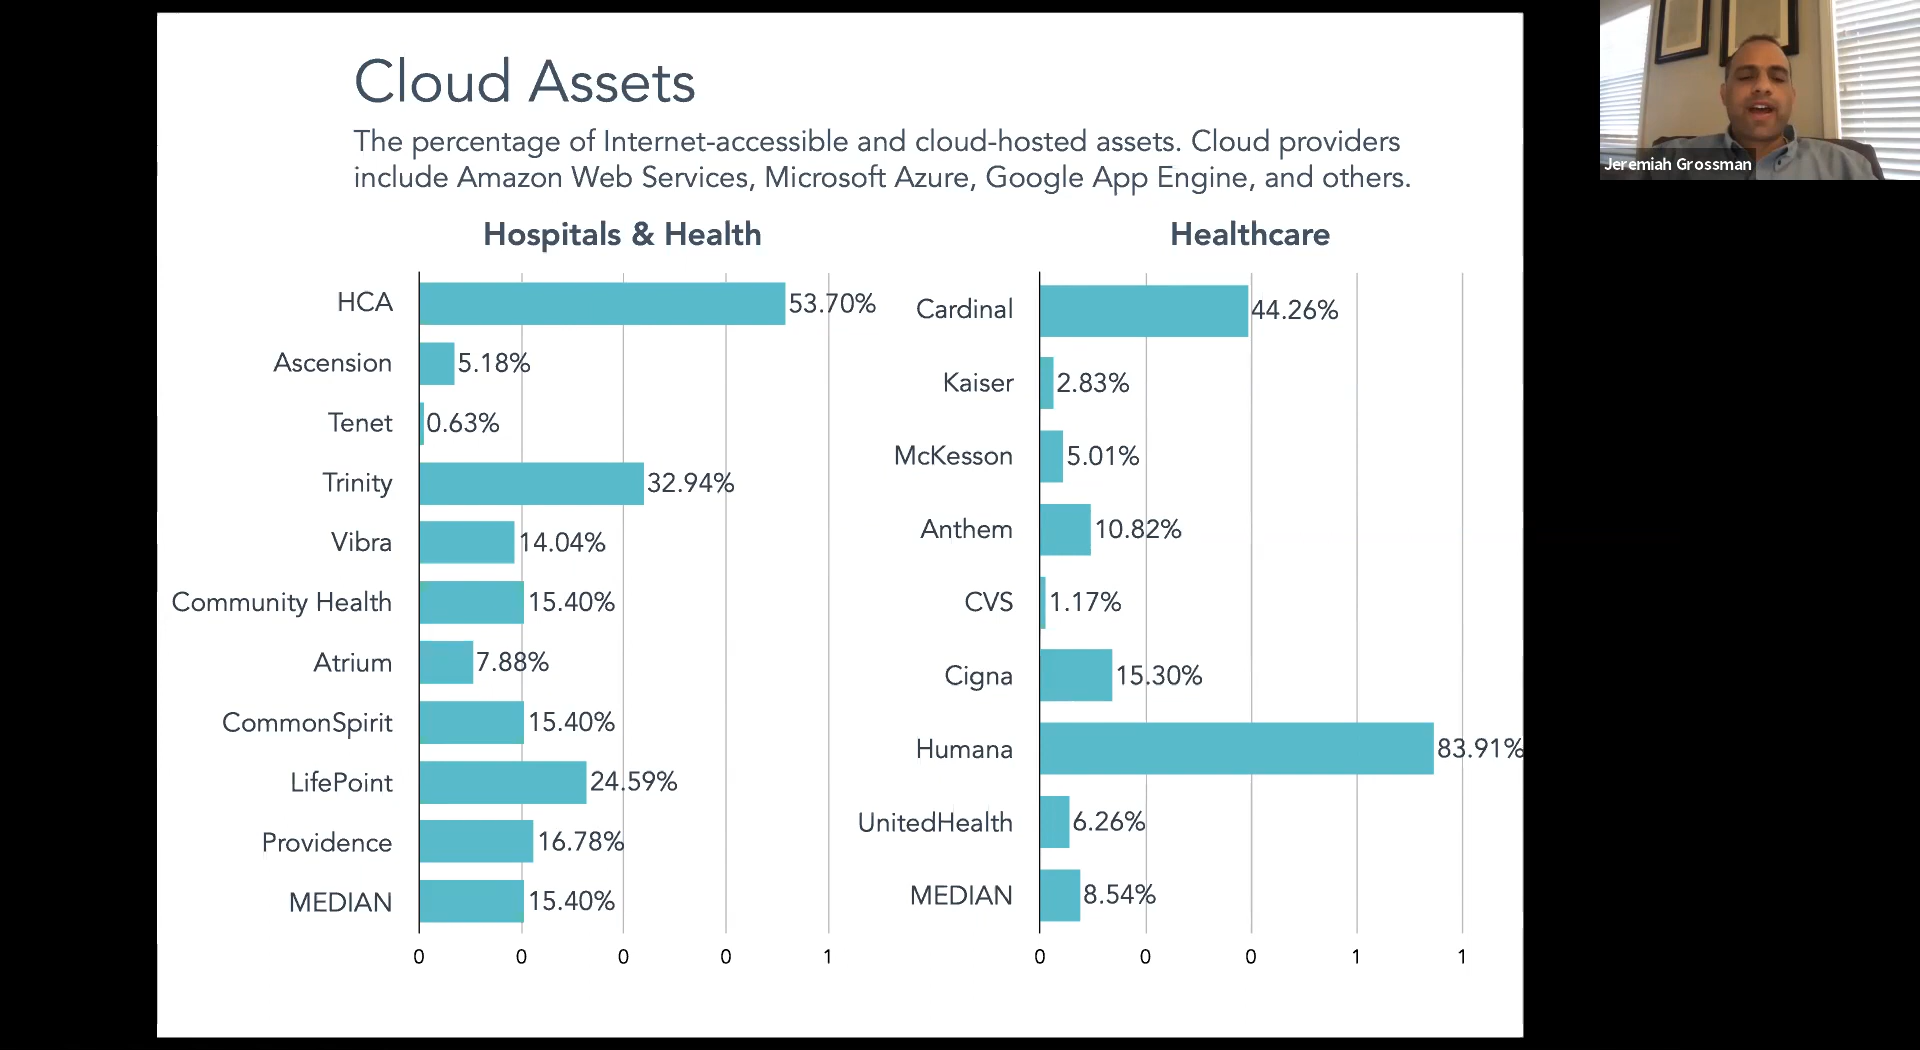 Cloud Assets
The percentage of Internet-accessible and cloud-hosted assets. Cloud providers
include Amazon Web Services, Microsoft Azure, Google App Engine, and others.
Hospitals & Health
HCA 53.70%
Ascension 5.18%
Tenet 0.63%
Trinity 32.94%
Vibra 14.04%
Community Health 15.40%
Atrium 7.88%
CommonSpirit 15.40%
LifePoint 24.59%
Providence 16.78%
MEDIAN 15.40%
0 0 0 0 1
Healthcare
Cardinal 44.26%
Kaiser 2.83%
McKesson 5.01%
Anthem 10.82%
CVS 1.17%
Cigna 15.30%
Humana 83.91%
UnitedHealth 6.26%
MEDIAN 8.54%
0 0 0 1 1
Jeremiah Grossman